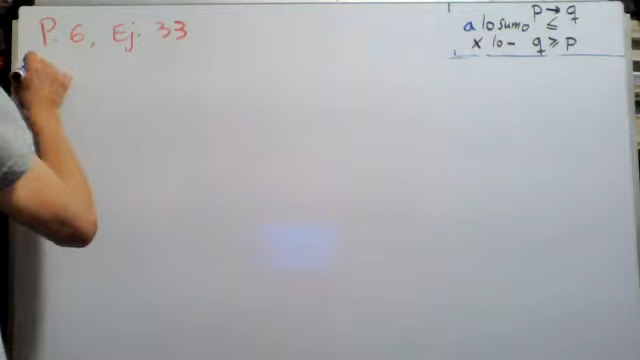 P. 6, Ej. 33
p → q
a lo sumo ≤
x lo - q ≥ p